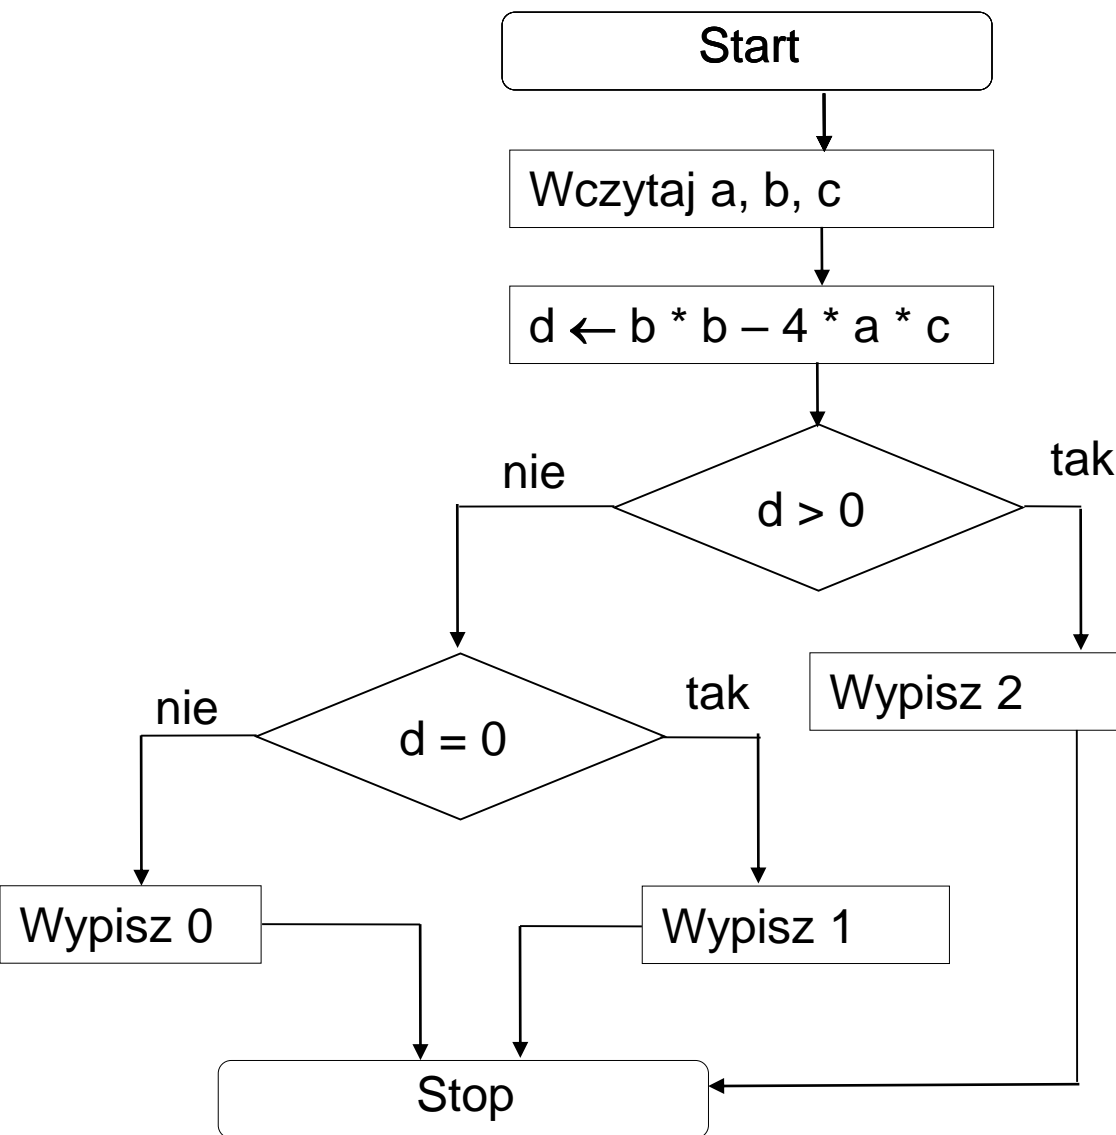 Start
Wczytaj a, b, c
d ← b * b – 4 * a * c
nie
tak
d > 0
nie
tak
Wypisz 2
d = 0
Wypisz 0
Wypisz 1
Stop